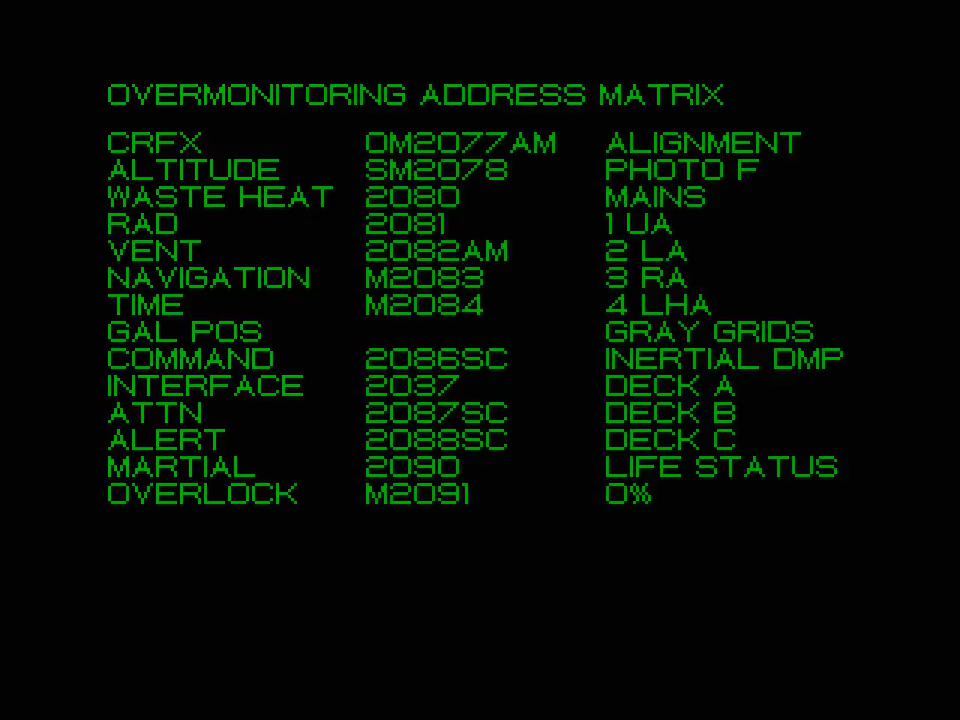 OVERMONITORING ADDRESS MATRIX
CRFX OM2077AM ALIGNMENT
ALTITUDE SM2078 PHOTO F
WASTE HEAT 2080 MAINS
RAD 2081 1 UA
VENT 2082AM 2 LA
NAVIGATION M2083 3 RA
TIME M2084 4 LHA
GAL POS GRAY GRIDS
COMMAND 2086SC INERTIAL DMP
INTERFACE 2037 DECK A
ATTN 2087SC DECK B
ALERT 2088SC DECK C
MARTIAL 2090 LIFE STATUS
OVERLOCK M2091 0%